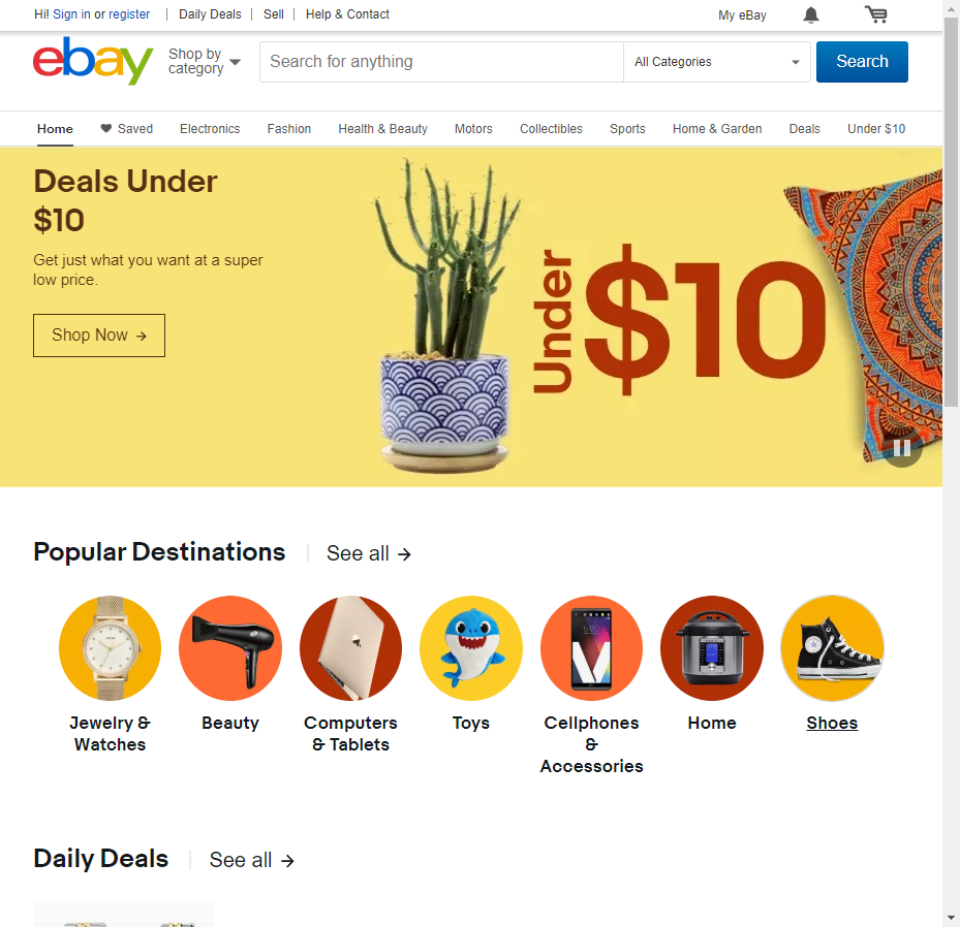 Hi! Sign in or register | Daily Deals | Sell | Help & Contact My eBay
ebay
Shop by
category
Search for anything
All Categories
Search
Home Saved Electronics Fashion Health & Beauty Motors Collectibles Sports Home & Garden Deals Under $10
Deals Under
$10
Get just what you want at a super
low price.
Shop Now →
Under
$10
Popular Destinations
See all →
Jewelry &
Watches
Beauty
Computers
& Tablets
Toys
Cellphones
&
Accessories
Home
Shoes
Daily Deals
See all →